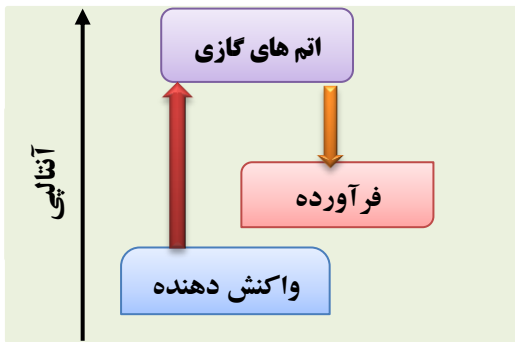 اتم های گازی
آنتالپی
فرآورده
واکنش دهنده